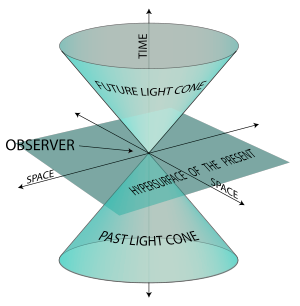 TIME
FUTURE LIGHT CONE
OBSERVER
SPACE
HYPERSURFACE OF THE PRESENT
SPACE
PAST LIGHT CONE